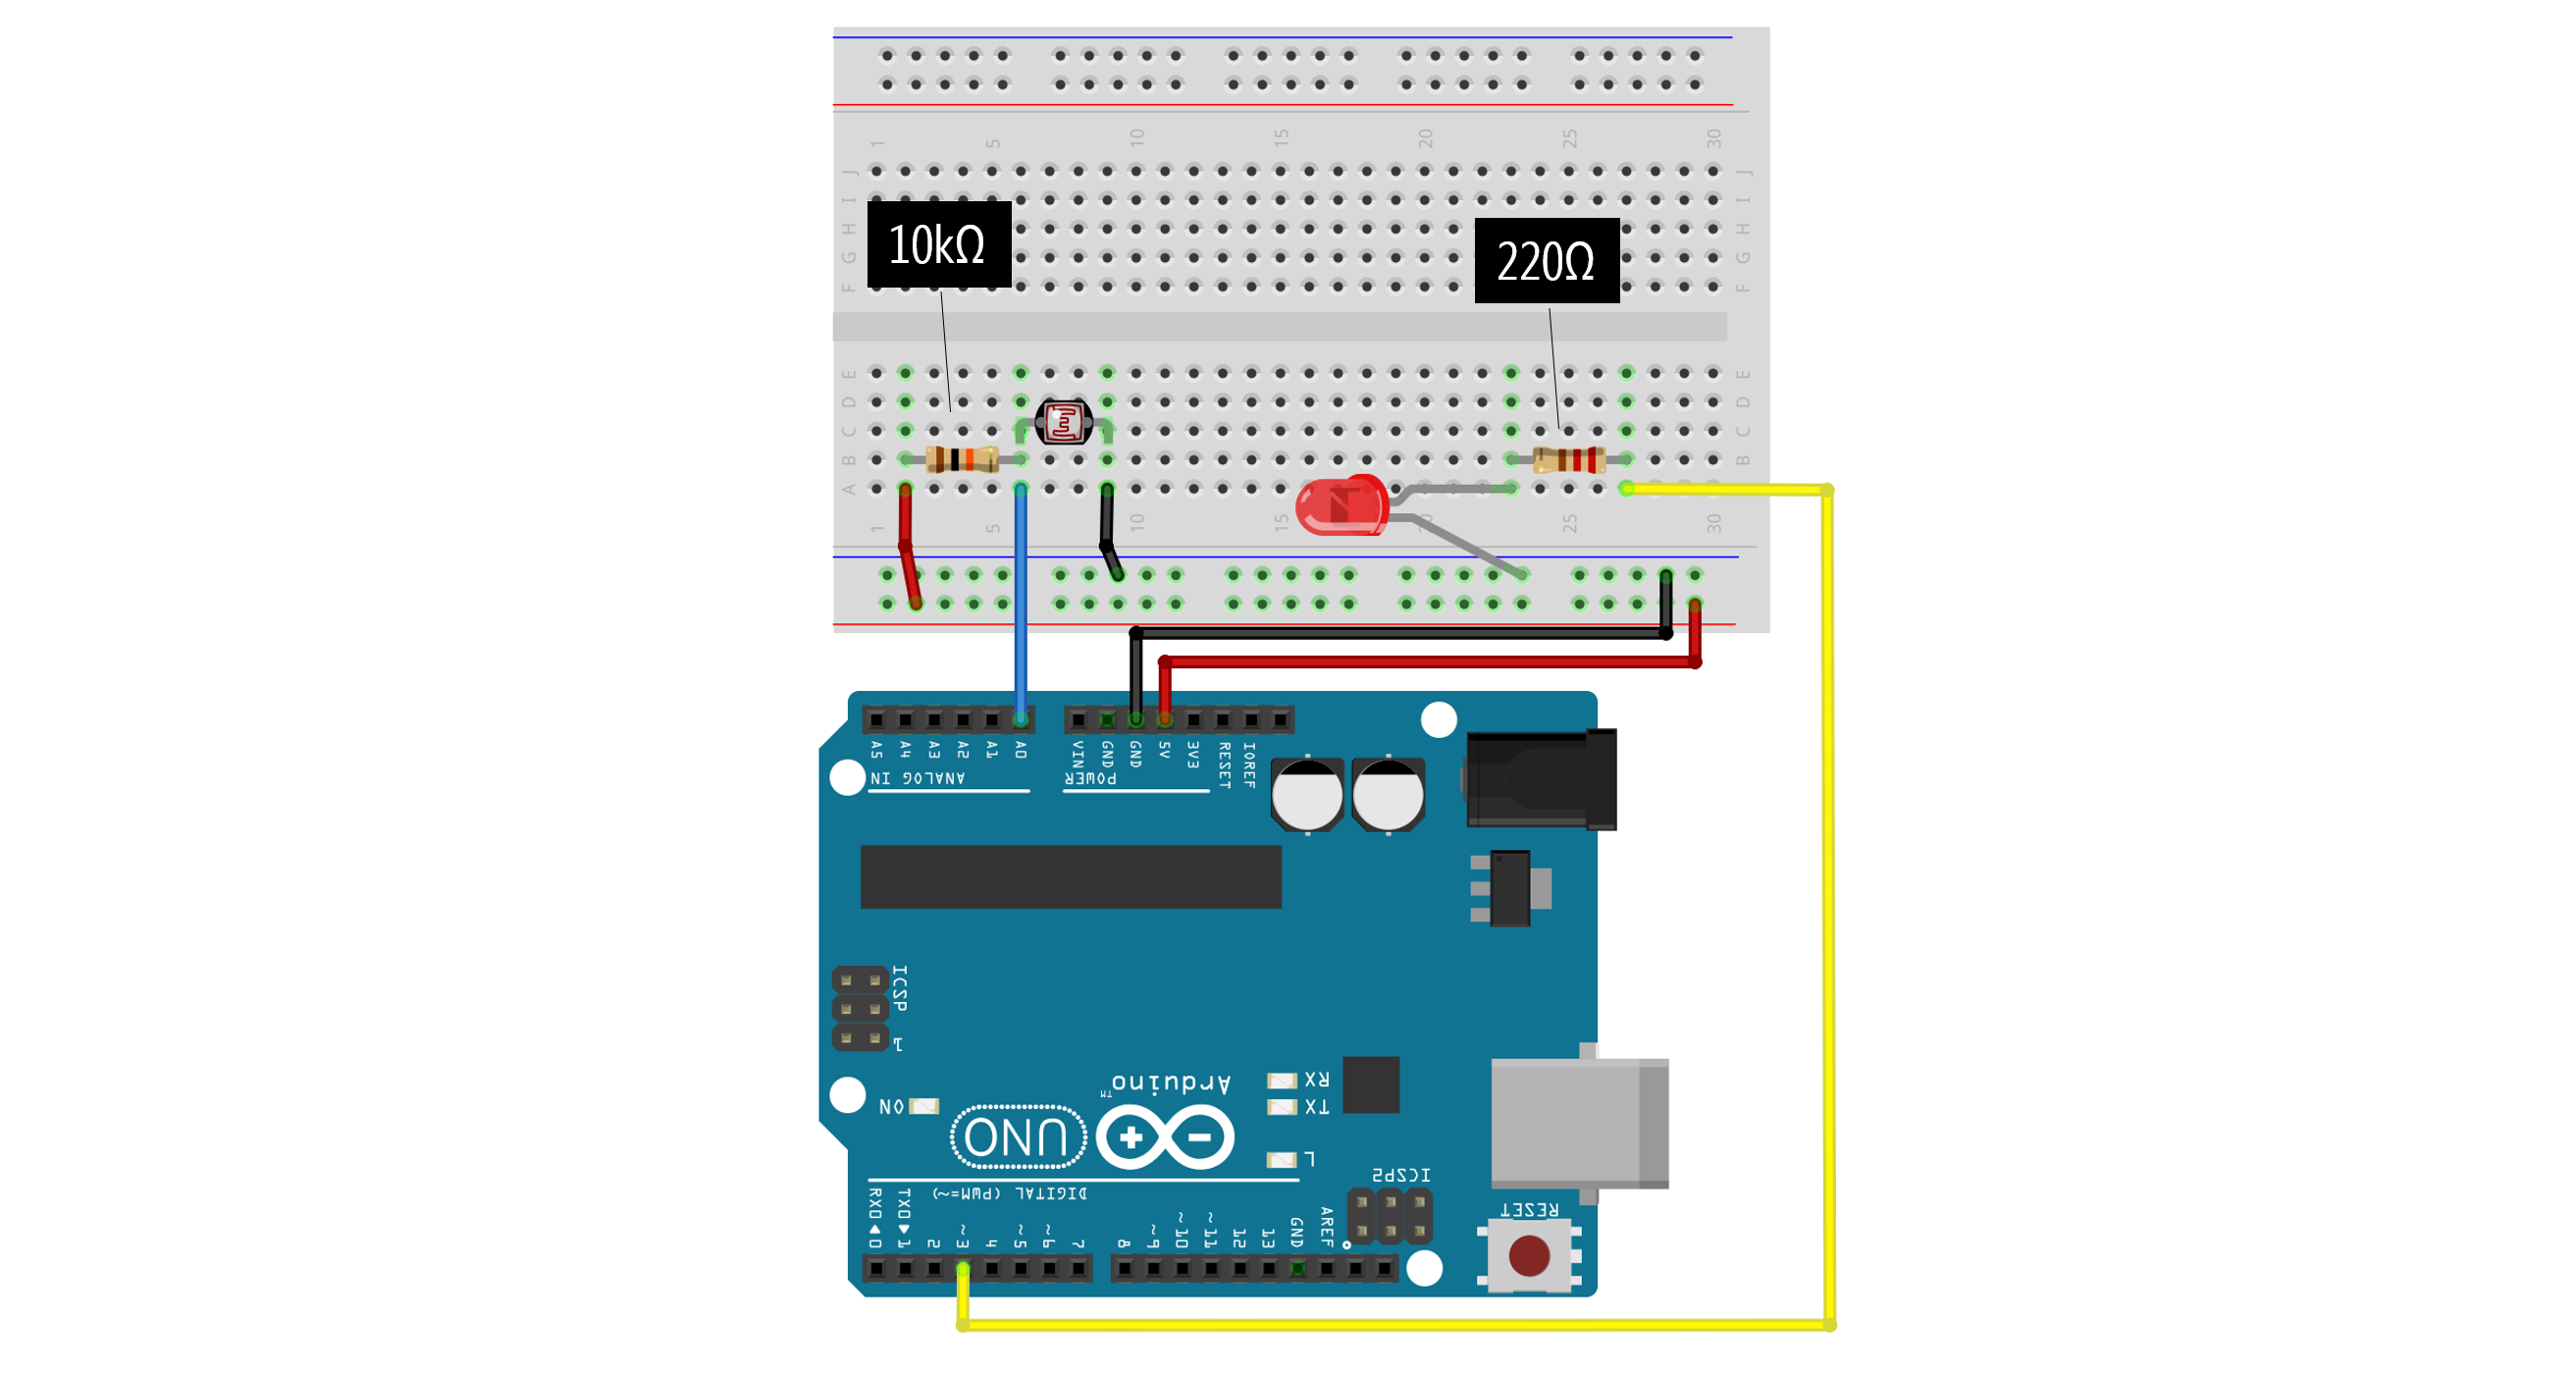 1 5 10 15 20 25 30
J J
I I
H H
G G
F F
10kΩ
220Ω
E E
D D
C C
B B
A A
1 5 10 15 20 25 30
A5 A4 A3 A2 A1 A0 VIN GND GND 5V 3V3 RESET IOREF
ANALOG IN POWER
ICSP
1
Arduino
TM
RX
TX
ON
UNO
L
ICSP2
DIGITAL (PWM=~)
RESET
RX0◀0 TX0▶1 2 ~3 4 ~5 ~6 7 8 ~9 ~10 ~11 12 13 GND AREF